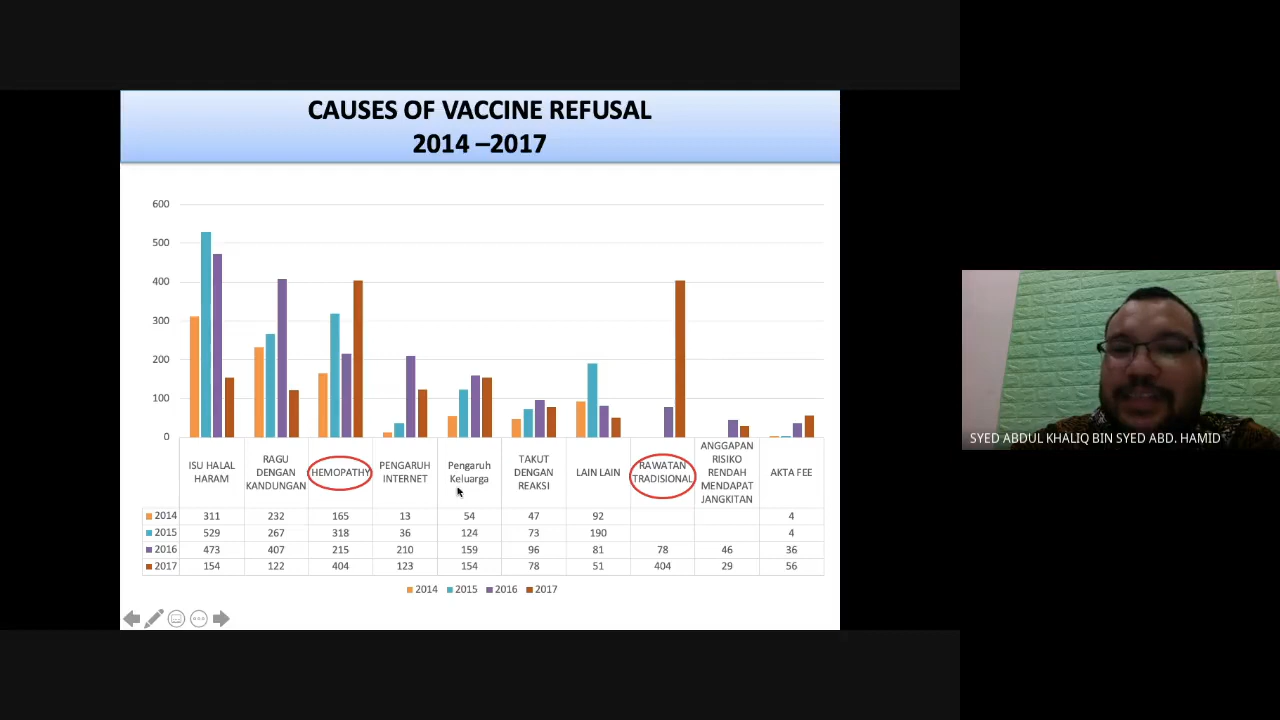 CAUSES OF VACCINE REFUSAL
2014 –2017
600
500
400
300
200
100
0
ISU HALAL
HARAM
RAGU
DENGAN
KANDUNGAN
HEMOPATHY
PENGARUH
INTERNET
Pengaruh
Keluarga
TAKUT
DENGAN
REAKSI
LAIN LAIN
RAWATAN
TRADISIONAL
ANGGAPAN
RISIKO
RENDAH
MENDAPAT
JANGKITAN
AKTA FEE
2014 311 232 165 13 54 47 92 4
2015 529 267 318 36 124 73 190 4
2016 473 407 215 210 159 96 81 78 46 36
2017 154 122 404 123 154 78 51 404 29 56
2014 2015 2016 2017
SYED ABDUL KHALIQ BIN SYED ABD. HAMID